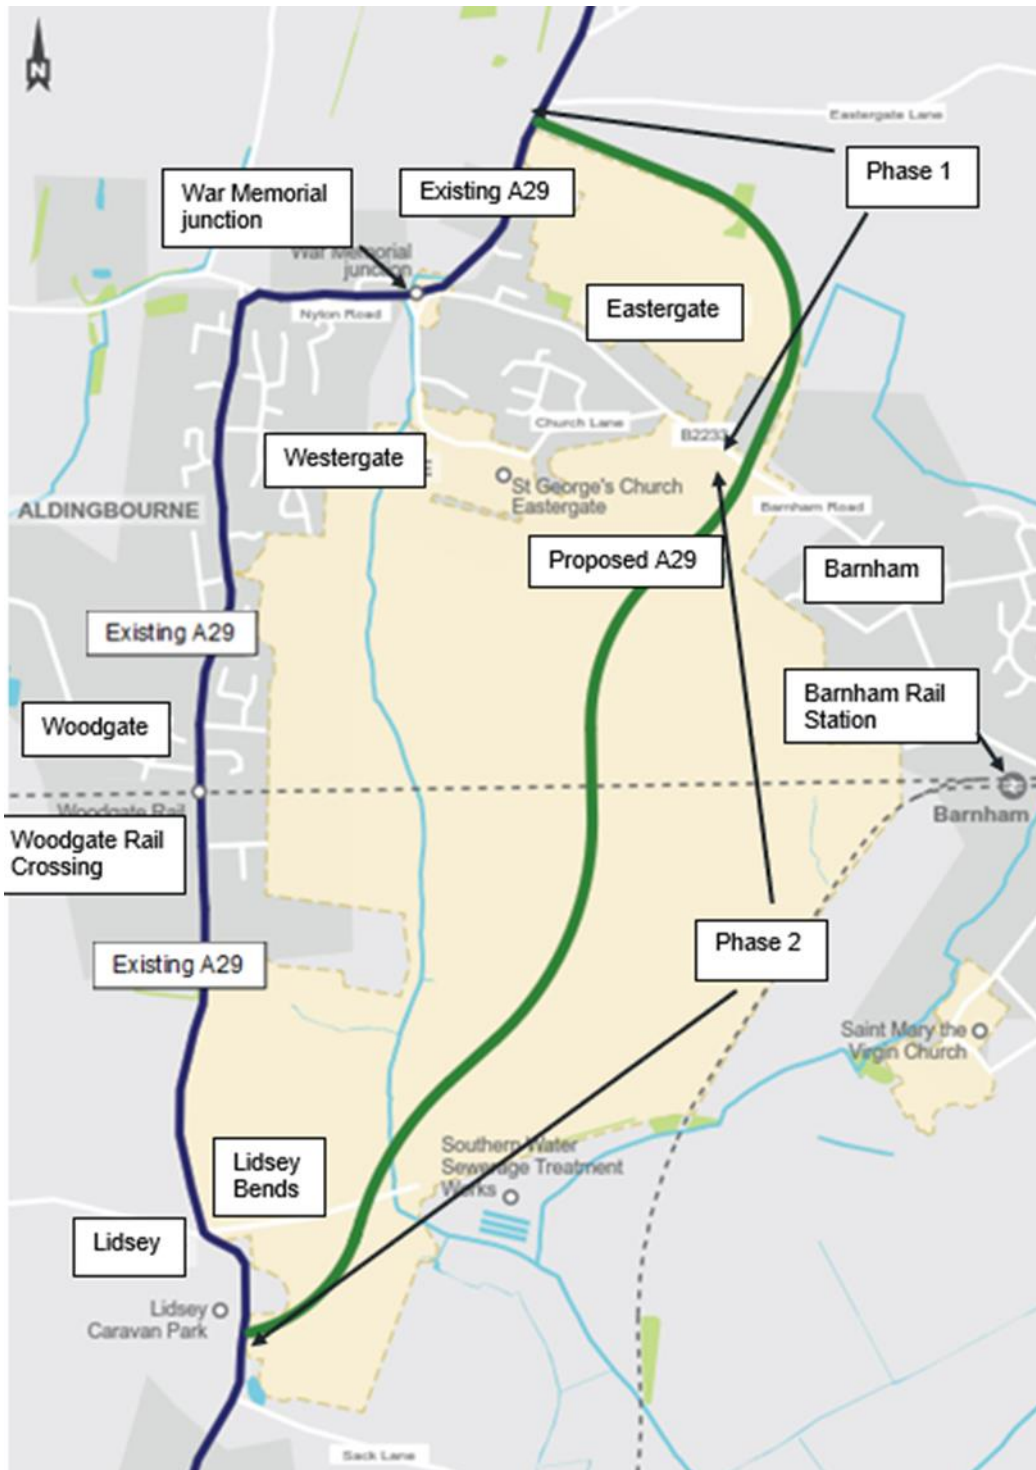 N
Eastergate Lane
Phase 1
Existing A29
War Memorial
junction
War Memorial
junction
Nyton Road
Eastergate
Church Lane
B2233
Westergate
St George's Church
Eastergate
ALDINGBOURNE
Barnham Road
Proposed A29
Barnham
Existing A29
Barnham Rail
Station
Woodgate
Woodgate Rail
Barnham
Woodgate Rail
Crossing
Phase 2
Existing A29
Saint Mary the
Virgin Church
Southern Water
Sewerage Treatment
Works
Lidsey
Bends
Lidsey
Lidsey
Caravan Park
Sack Lane